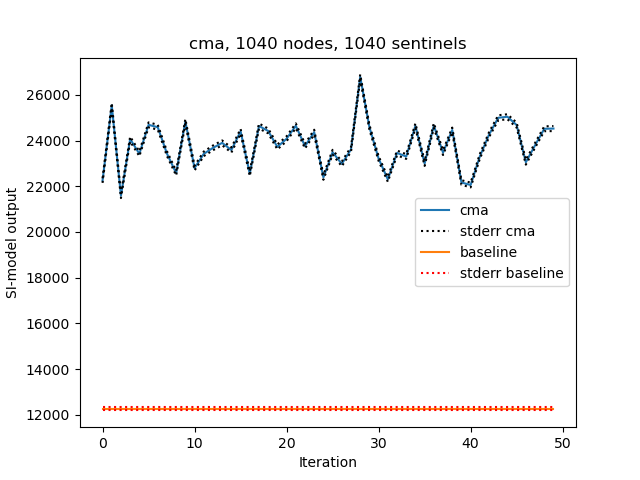 cma, 1040 nodes, 1040 sentinels
SI-model output
26000
24000
22000
20000
18000
16000
14000
12000
cma
stderr cma
baseline
stderr baseline
0 10 20 30 40 50
Iteration